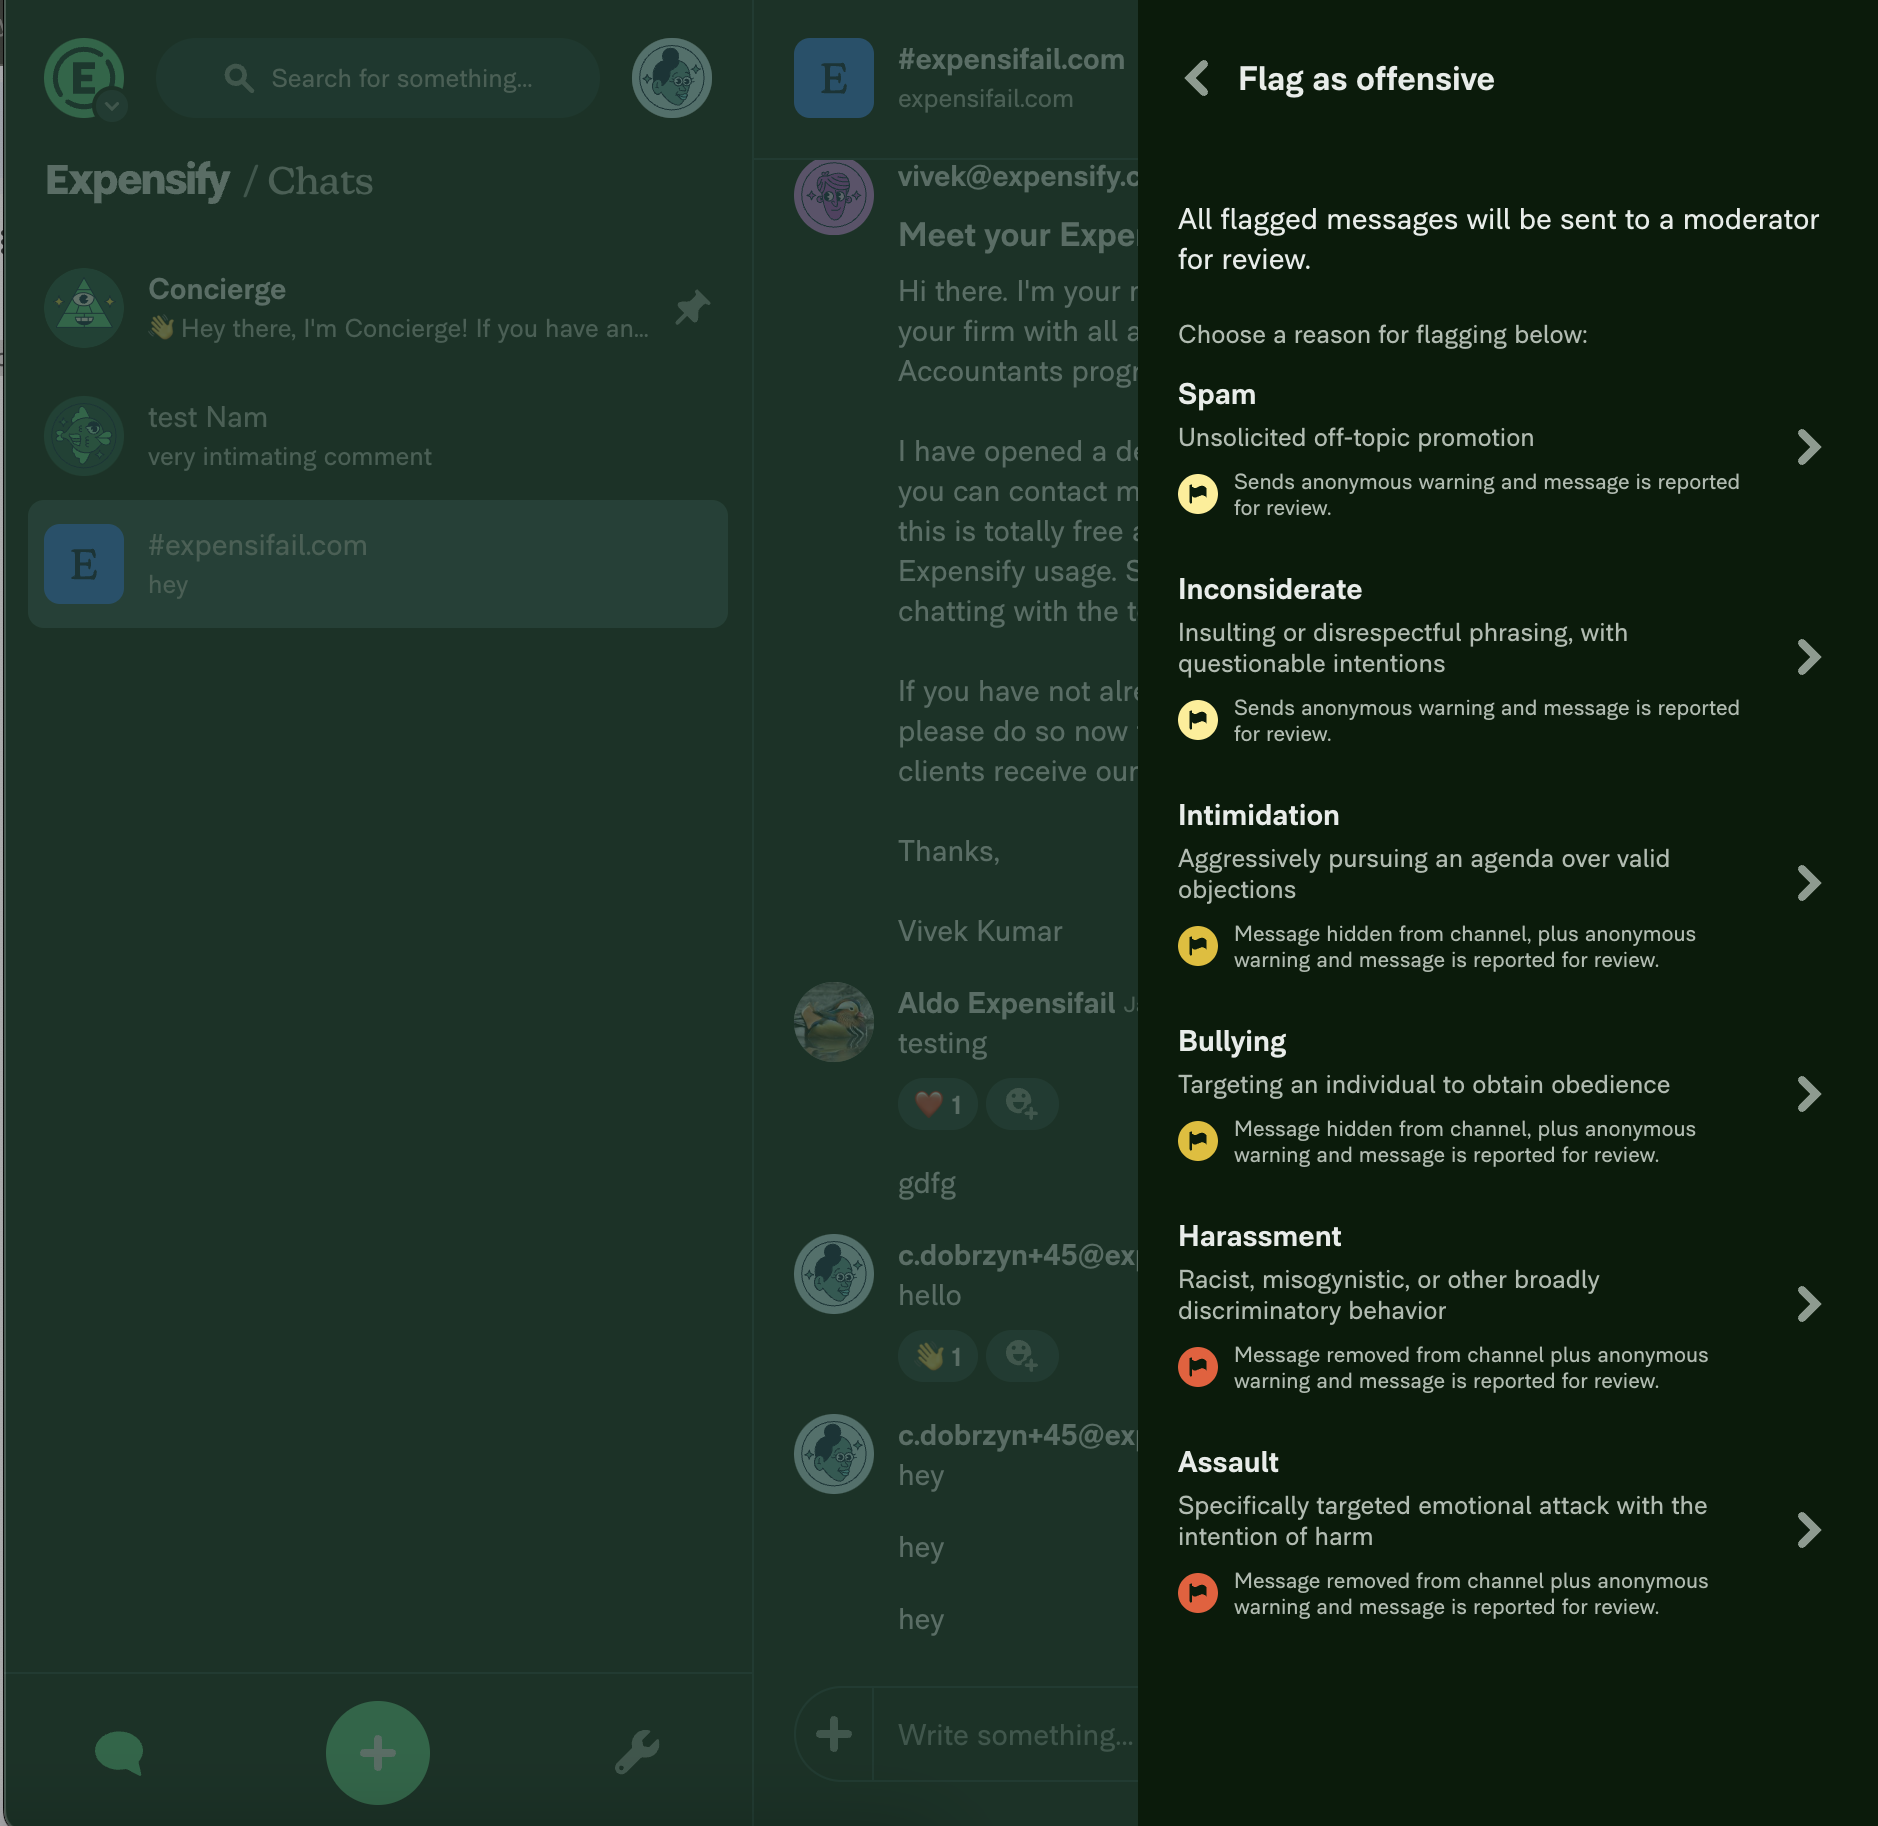 E
Search for something...
Expensify / Chats
Concierge
👋 Hey there, I'm Concierge! If you have an...
test Nam
very intimating comment
E
#expensifail.com
hey
E
#expensifail.com
expensifail.com
vivek@expensify.c
Meet your Expe
Hi there. I'm your
your firm with all a
Accountants progr
I have opened a de
you can contact m
this is totally free
Expensify usage. S
chatting with the t
If you have not alre
please do so now
clients receive our
Thanks,
Vivek Kumar
Aldo Expensifail
testing
❤️ 1
gdfg
c.dobrzyn+45@exp
hello
👋 1
c.dobrzyn+45@exp
hey
hey
hey
Write something...
Flag as offensive
All flagged messages will be sent to a moderator
for review.
Choose a reason for flagging below:
Spam
Unsolicited off-topic promotion
Sends anonymous warning and message is reported
for review.
Inconsiderate
Insulting or disrespectful phrasing, with
questionable intentions
Sends anonymous warning and message is reported
for review.
Intimidation
Aggressively pursuing an agenda over valid
objections
Message hidden from channel, plus anonymous
warning and message is reported for review.
Bullying
Targeting an individual to obtain obedience
Message hidden from channel, plus anonymous
warning and message is reported for review.
Harassment
Racist, misogynistic, or other broadly
discriminatory behavior
Message removed from channel plus anonymous
warning and message is reported for review.
Assault
Specifically targeted emotional attack with the
intention of harm
Message removed from channel plus anonymous
warning and message is reported for review.